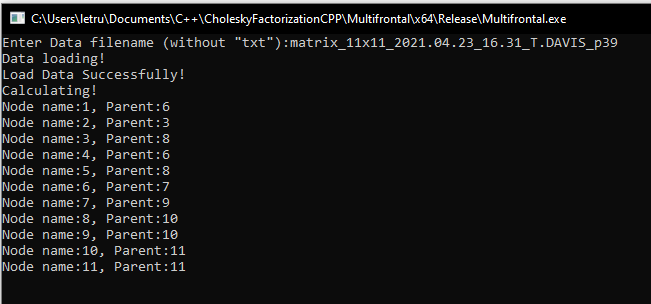 C:\Users\letru\Documents\C++\CholeskyFactorizationCPP\Multifrontal\x64\Release\Multifrontal.exe
Enter Data filename (without "txt"):matrix_11x11_2021.04.23_16.31_T.DAVIS_p39
Data loading!
Load Data Successfully!
Calculating!
Node name:1, Parent:6
Node name:2, Parent:3
Node name:3, Parent:8
Node name:4, Parent:6
Node name:5, Parent:8
Node name:6, Parent:7
Node name:7, Parent:9
Node name:8, Parent:10
Node name:9, Parent:10
Node name:10, Parent:11
Node name:11, Parent:11